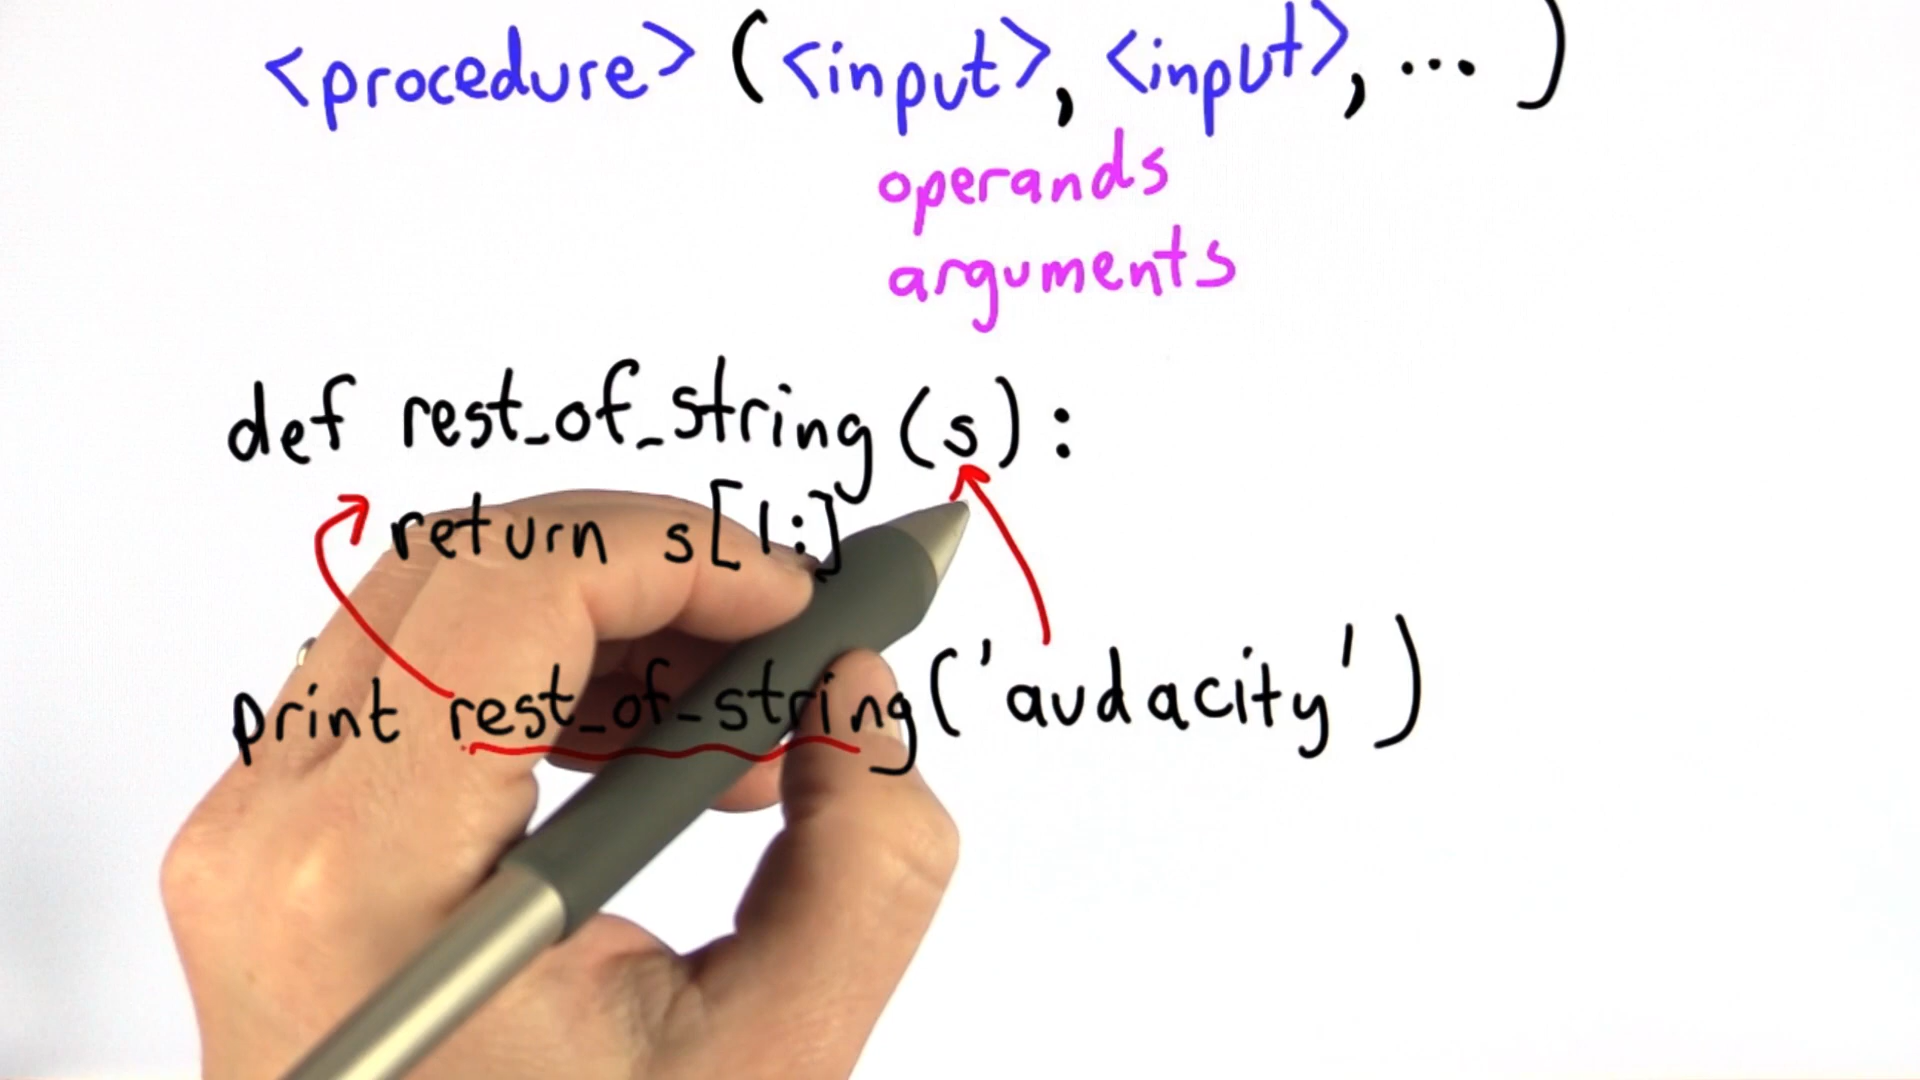 <procedure> (<input>, <input>, ...)
operands
arguments
def rest_of_string (s):
return s[1:]
print rest_of_string('audacity')